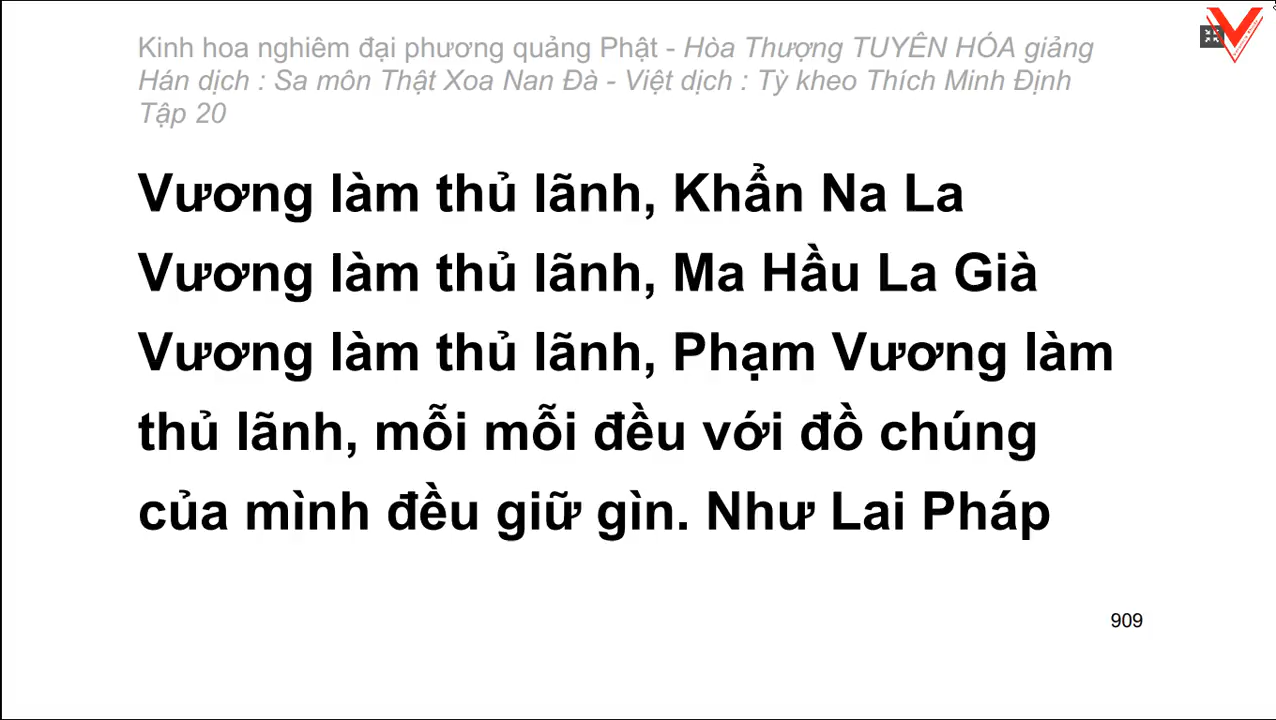 Kinh hoa nghiêm đại phương quảng Phật - Hòa Thượng TUYÊN HÓA giảng
Hán dịch : Sa môn Thật Xoa Nan Đà - Việt dịch : Tỳ kheo Thích Minh Định
Tập 20
Vương làm thủ lãnh, Khẩn Na La
Vương làm thủ lãnh, Ma Hầu La Già
Vương làm thủ lãnh, Phạm Vương làm
thủ lãnh, mỗi mỗi đều với đồ chúng
của mình đều giữ gìn. Như Lai Pháp
909